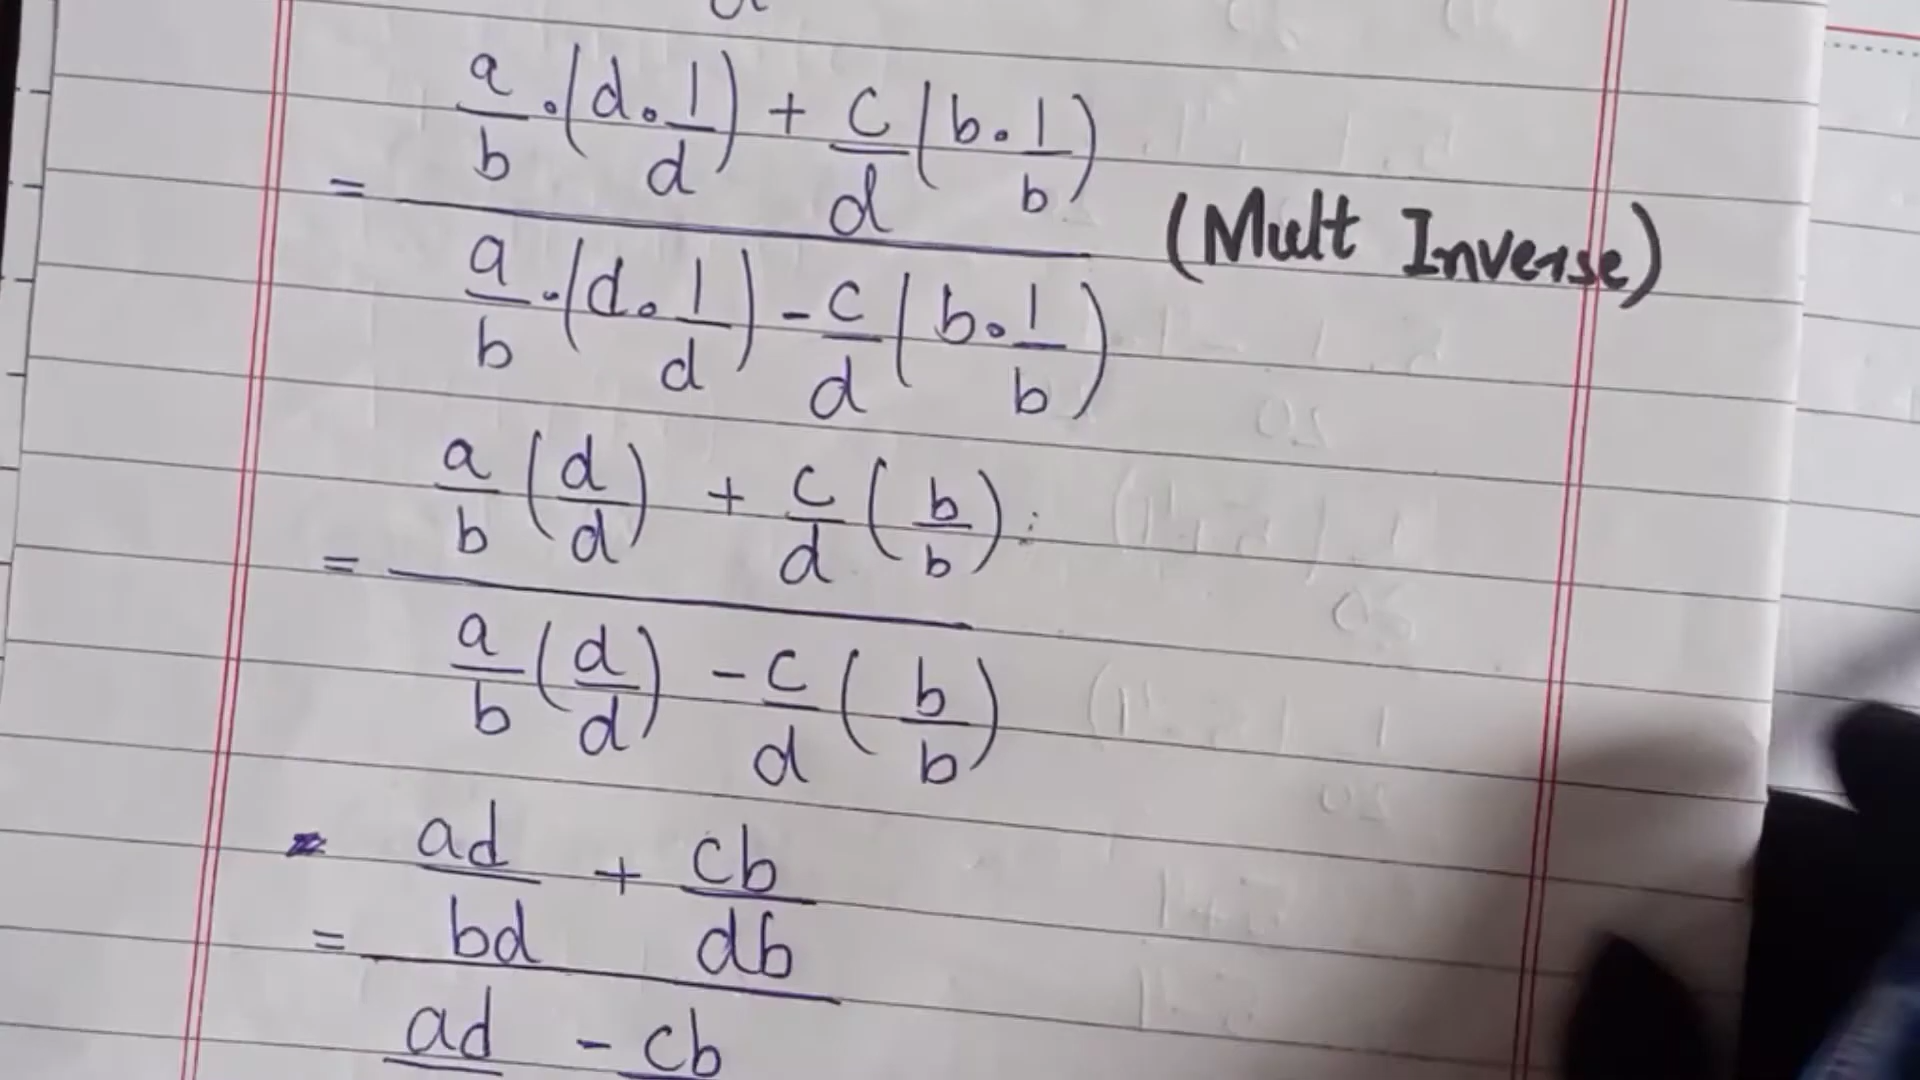 a/b . (d . 1/d) + c/d (b . 1/b)
= ――――――――――― (Mult Inverse)
a/b . (d . 1/d) - c/d (b . 1/b)
a/b (d/d) + c/d (b/b)
= ―――――――――――
a/b (d/d) - c/d (b/b)
ad/bd + cb/db
= ―――――――――――
ad - cb